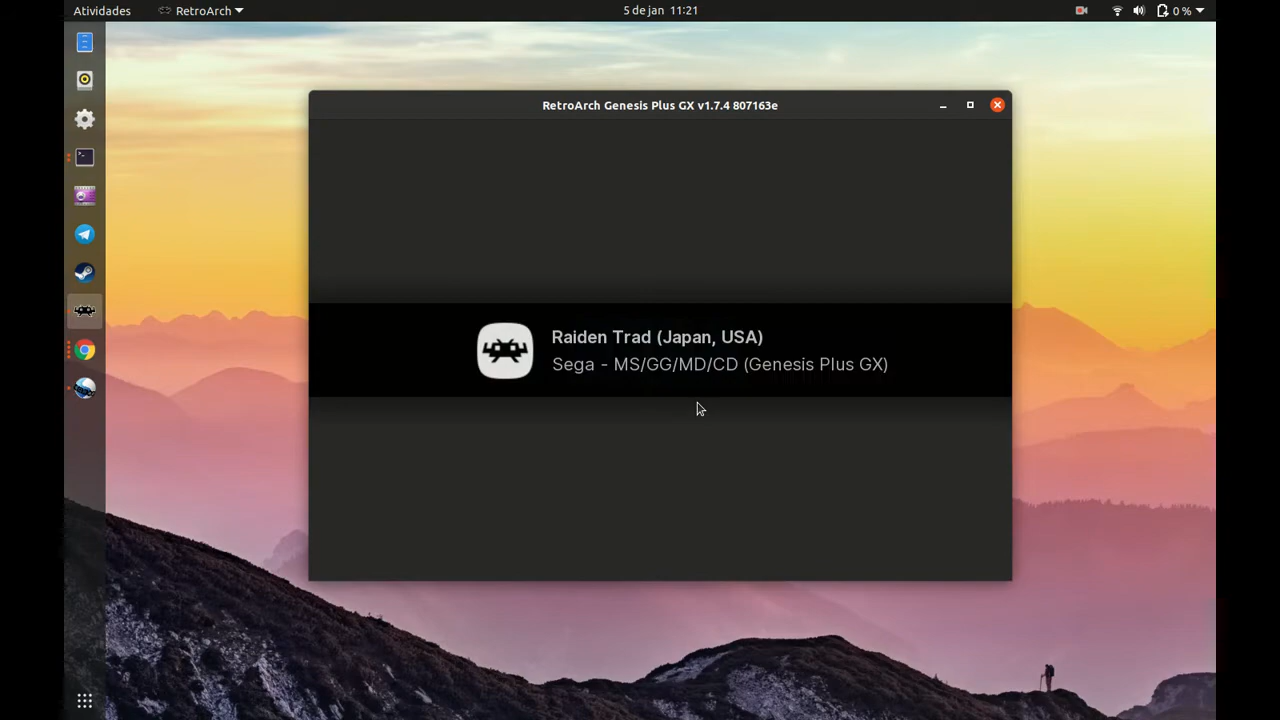 Atividades
RetroArch
5 de jan 11:21
0 %
RetroArch Genesis Plus GX v1.7.4 807163e
Raiden Trad (Japan, USA)
Sega - MS/GG/MD/CD (Genesis Plus GX)